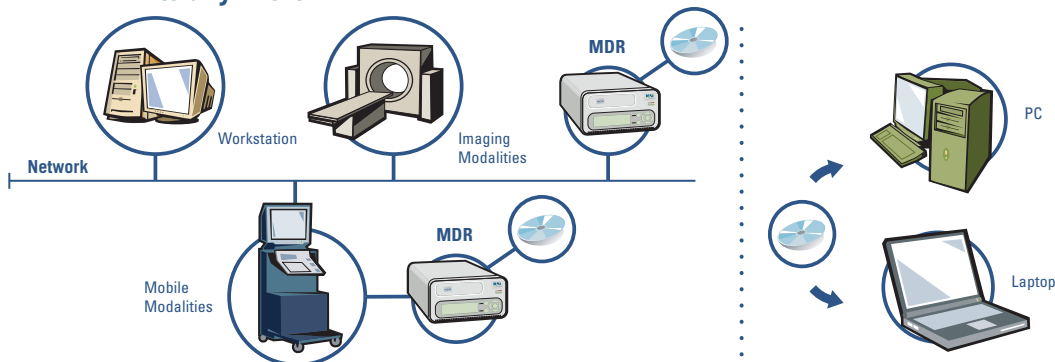 MDR
PC
Workstation
Imaging
Modalities
Network
MDR
Mobile
Modalities
Laptop